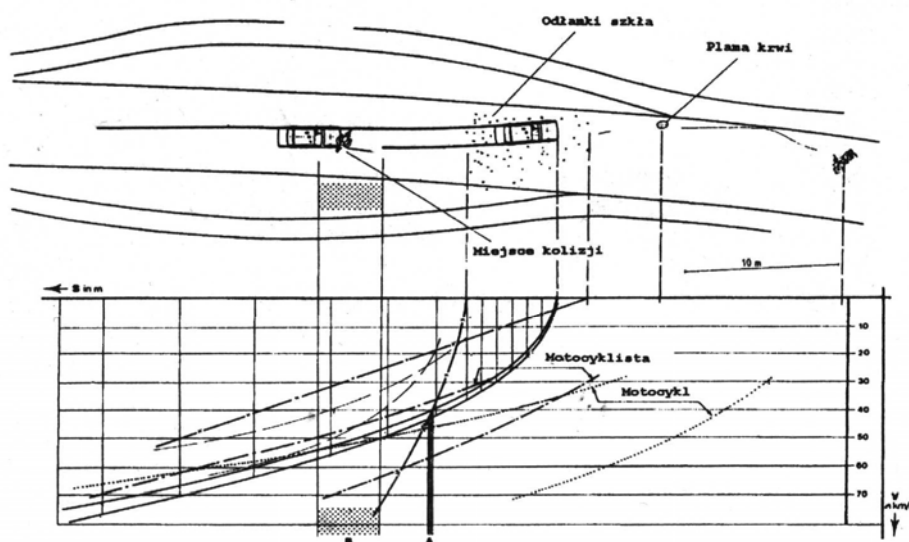 Odłamki szkła
Plama krwi
Miejsce kolizji
10 m
S in m
10
20
30
40
50
60
70
Motocyklista
Motocykl
V
A